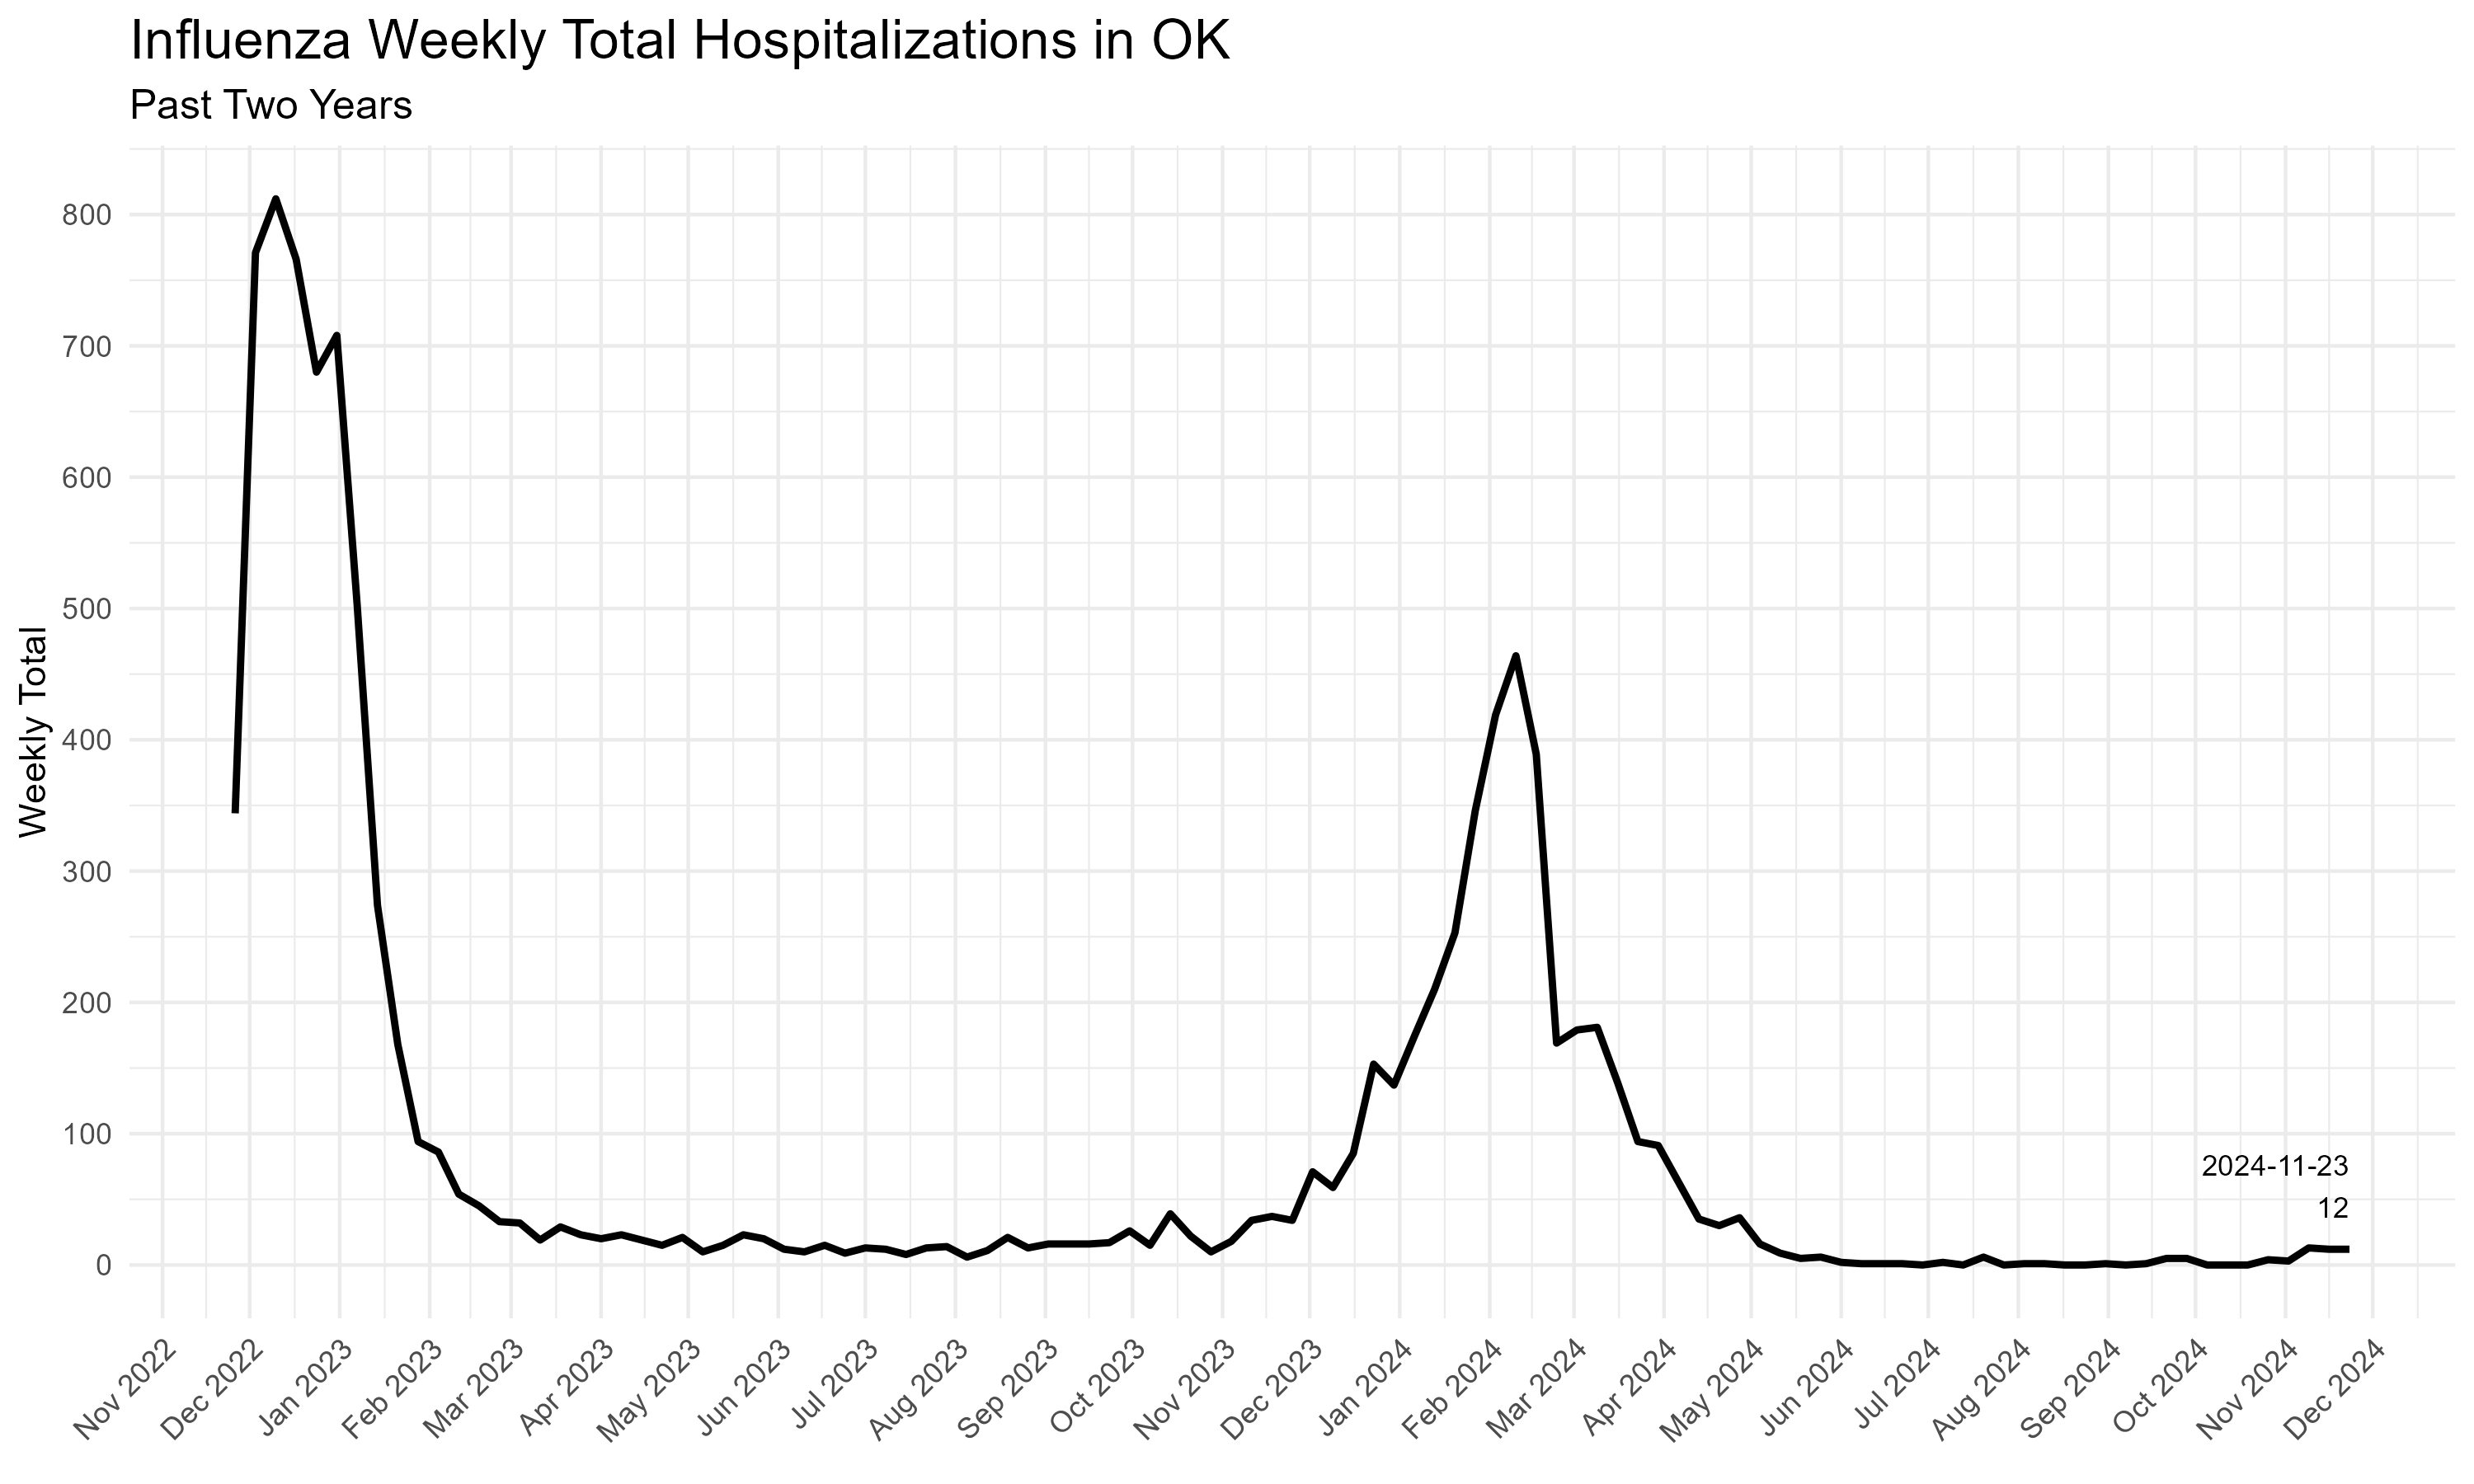 Influenza Weekly Total Hospitalizations in OK
Past Two Years
Weekly Total
800
700
600
500
400
300
200
100
0
2024-11-23
12
Nov 2022
Dec 2022
Jan 2023
Feb 2023
Mar 2023
Apr 2023
May 2023
Jun 2023
Jul 2023
Aug 2023
Sep 2023
Oct 2023
Nov 2023
Dec 2023
Jan 2024
Feb 2024
Mar 2024
Apr 2024
May 2024
Jun 2024
Jul 2024
Aug 2024
Sep 2024
Oct 2024
Nov 2024
Dec 2024